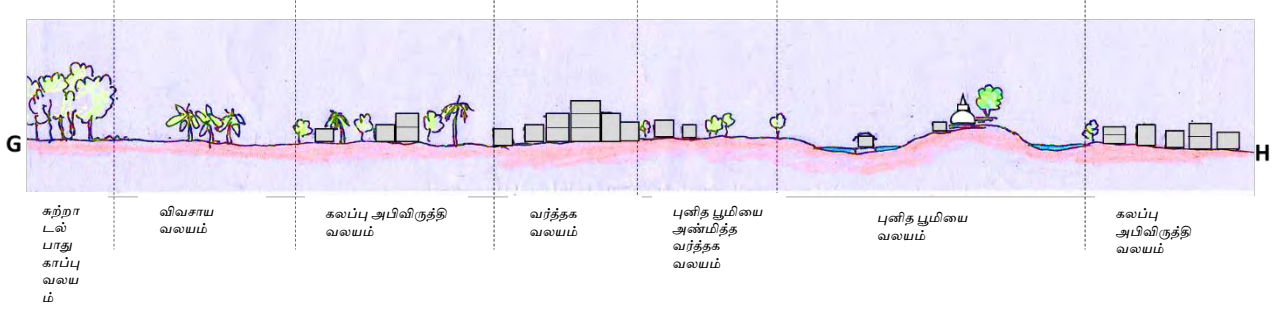 G
H
சுற்றா
டல்
பாது
காப்பு
வலய
ம்
விவசாய
வலயம்
கலப்பு அபிவிருத்தி
வலயம்
வர்த்தக
வலயம்
புனித பூமியை
அண்மித்த
வர்த்தக
வலயம்
புனித பூமியை
வலயம்
கலப்பு
அபிவிருத்தி
வலயம்